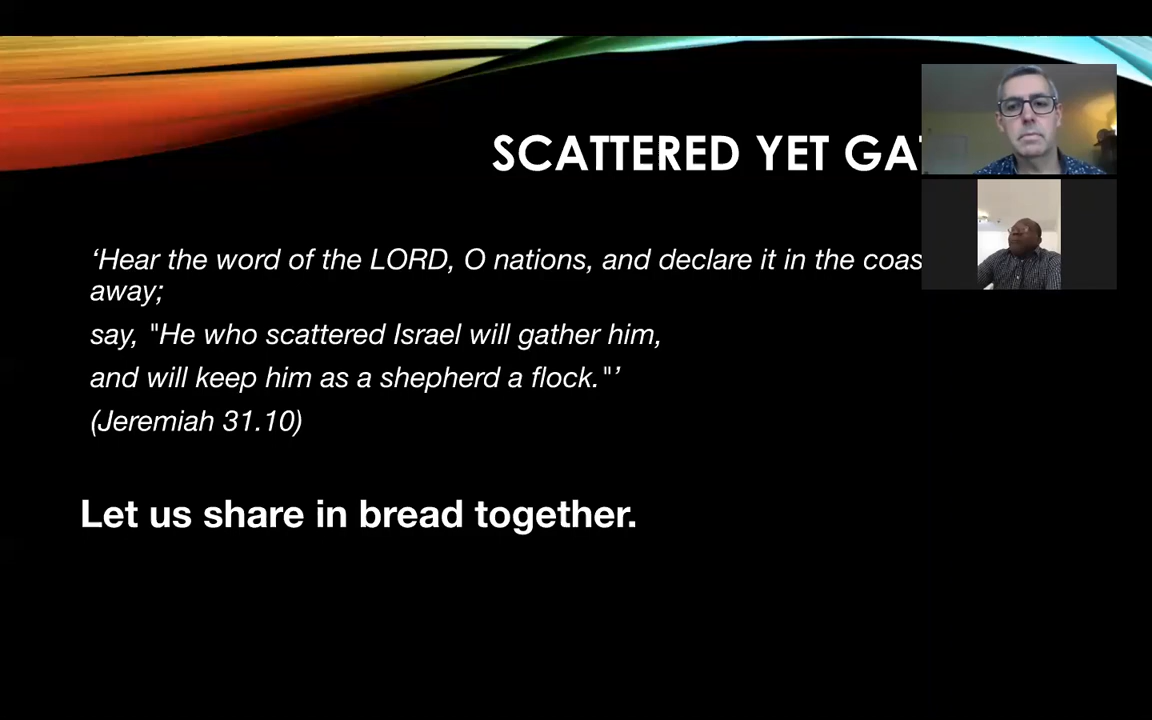 SCATTERED YET
‘Hear the word of the LORD, O nations, and declare it in the
away;
say, "He who scattered Israel will gather him,
and will keep him as a shepherd a flock."’
(Jeremiah 31.10)
Let us share in bread together.